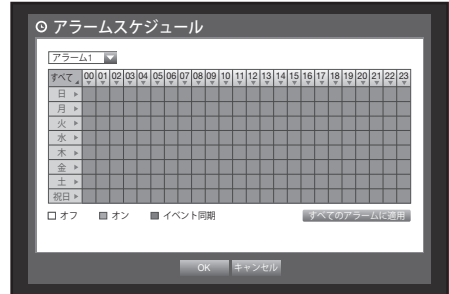 アラームスケジュール
アラーム1
すべて 00 01 02 03 04 05 06 07 08 09 10 11 12 13 14 15 16 17 18 19 20 21 22 23
日
月
火
水
木
金
土
祝日
オフ オン イベント同期 すべてのアラームに適用
OK キャンセル